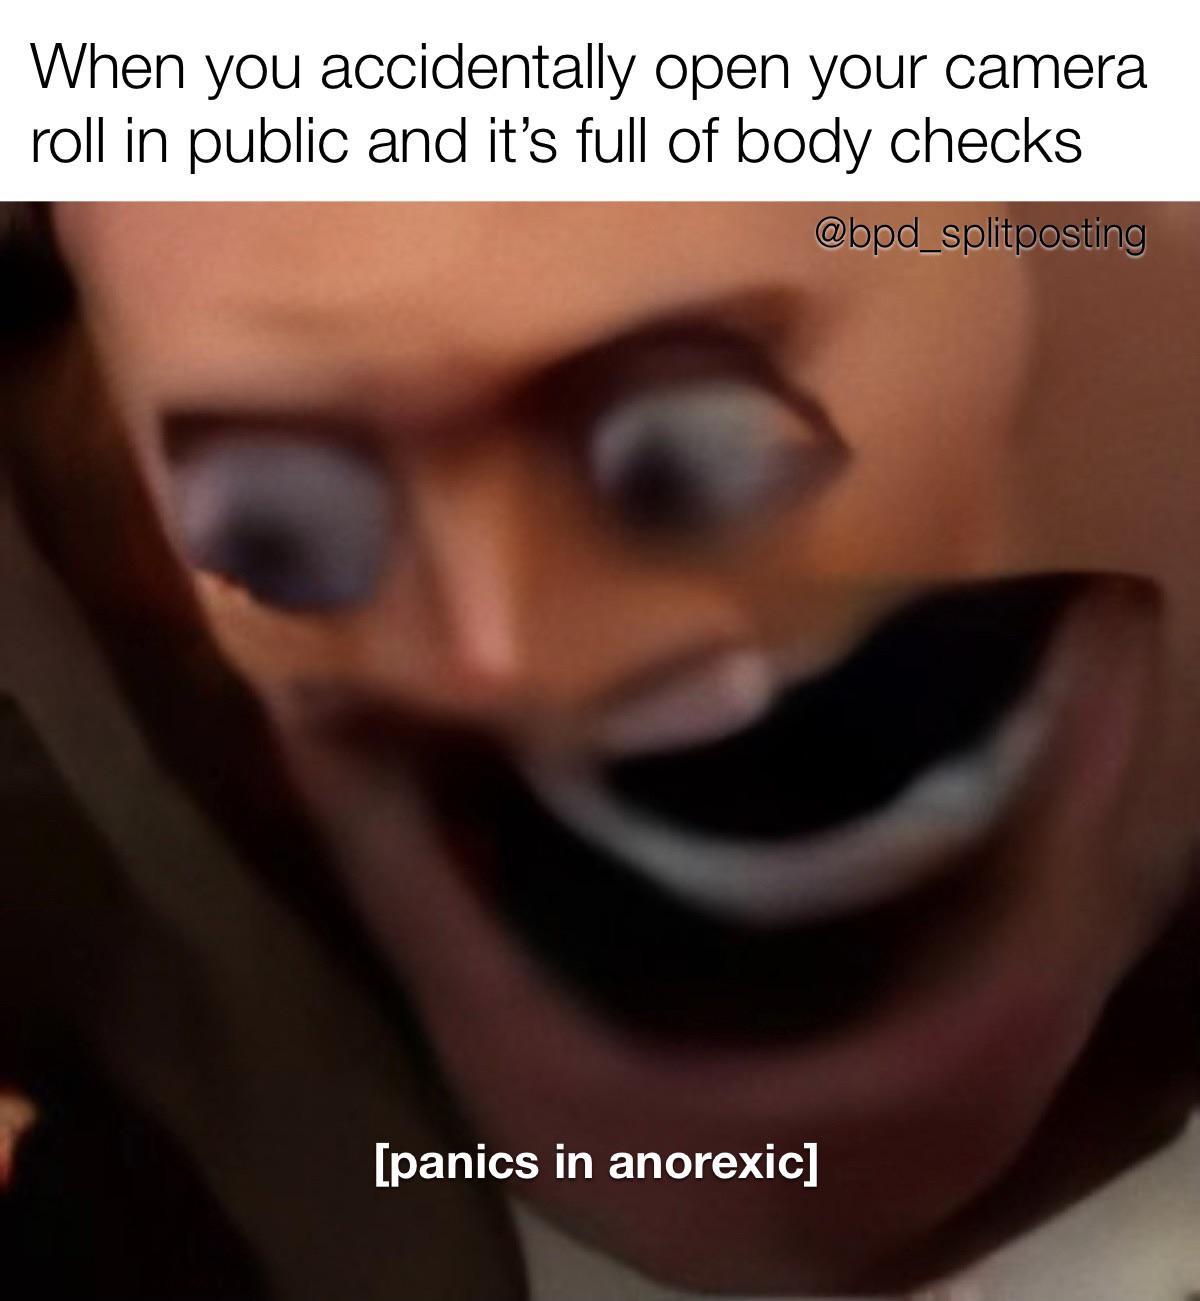 When you accidentally open your camera
roll in public and it’s full of body checks
@bpd_splitposting
[panics in anorexic]